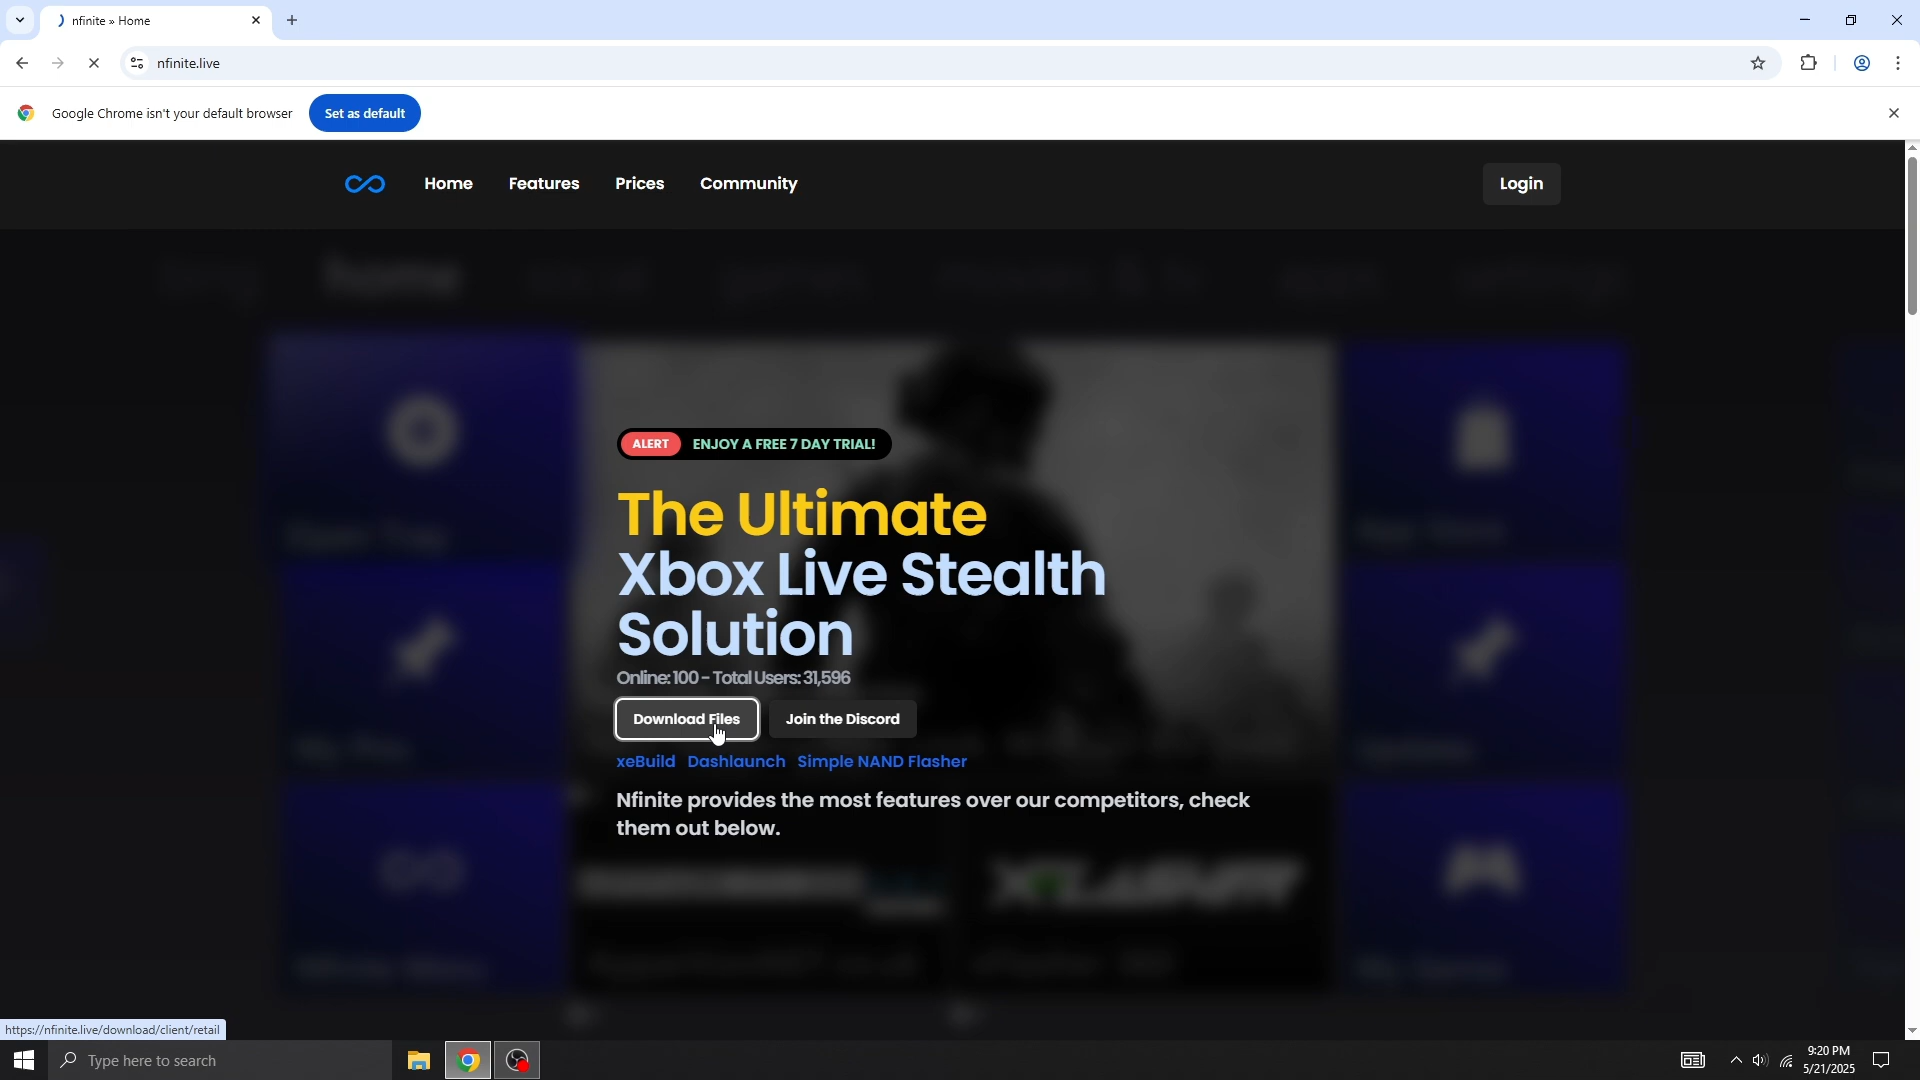 nfinite » Home
nfinite.live
Google Chrome isn't your default browser
Set as default
Home
Features
Prices
Community
Login
home
ALERT
ENJOY A FREE 7 DAY TRIAL!
The Ultimate
Xbox Live Stealth
Solution
Online: 100 - Total Users: 31,596
Download Files
Join the Discord
xeBuild
Dashlaunch
Simple NAND Flasher
Nfinite provides the most features over our competitors, check
them out below.
https://nfinite.live/download/client/retail
Type here to search
9:20 PM
5/21/2025